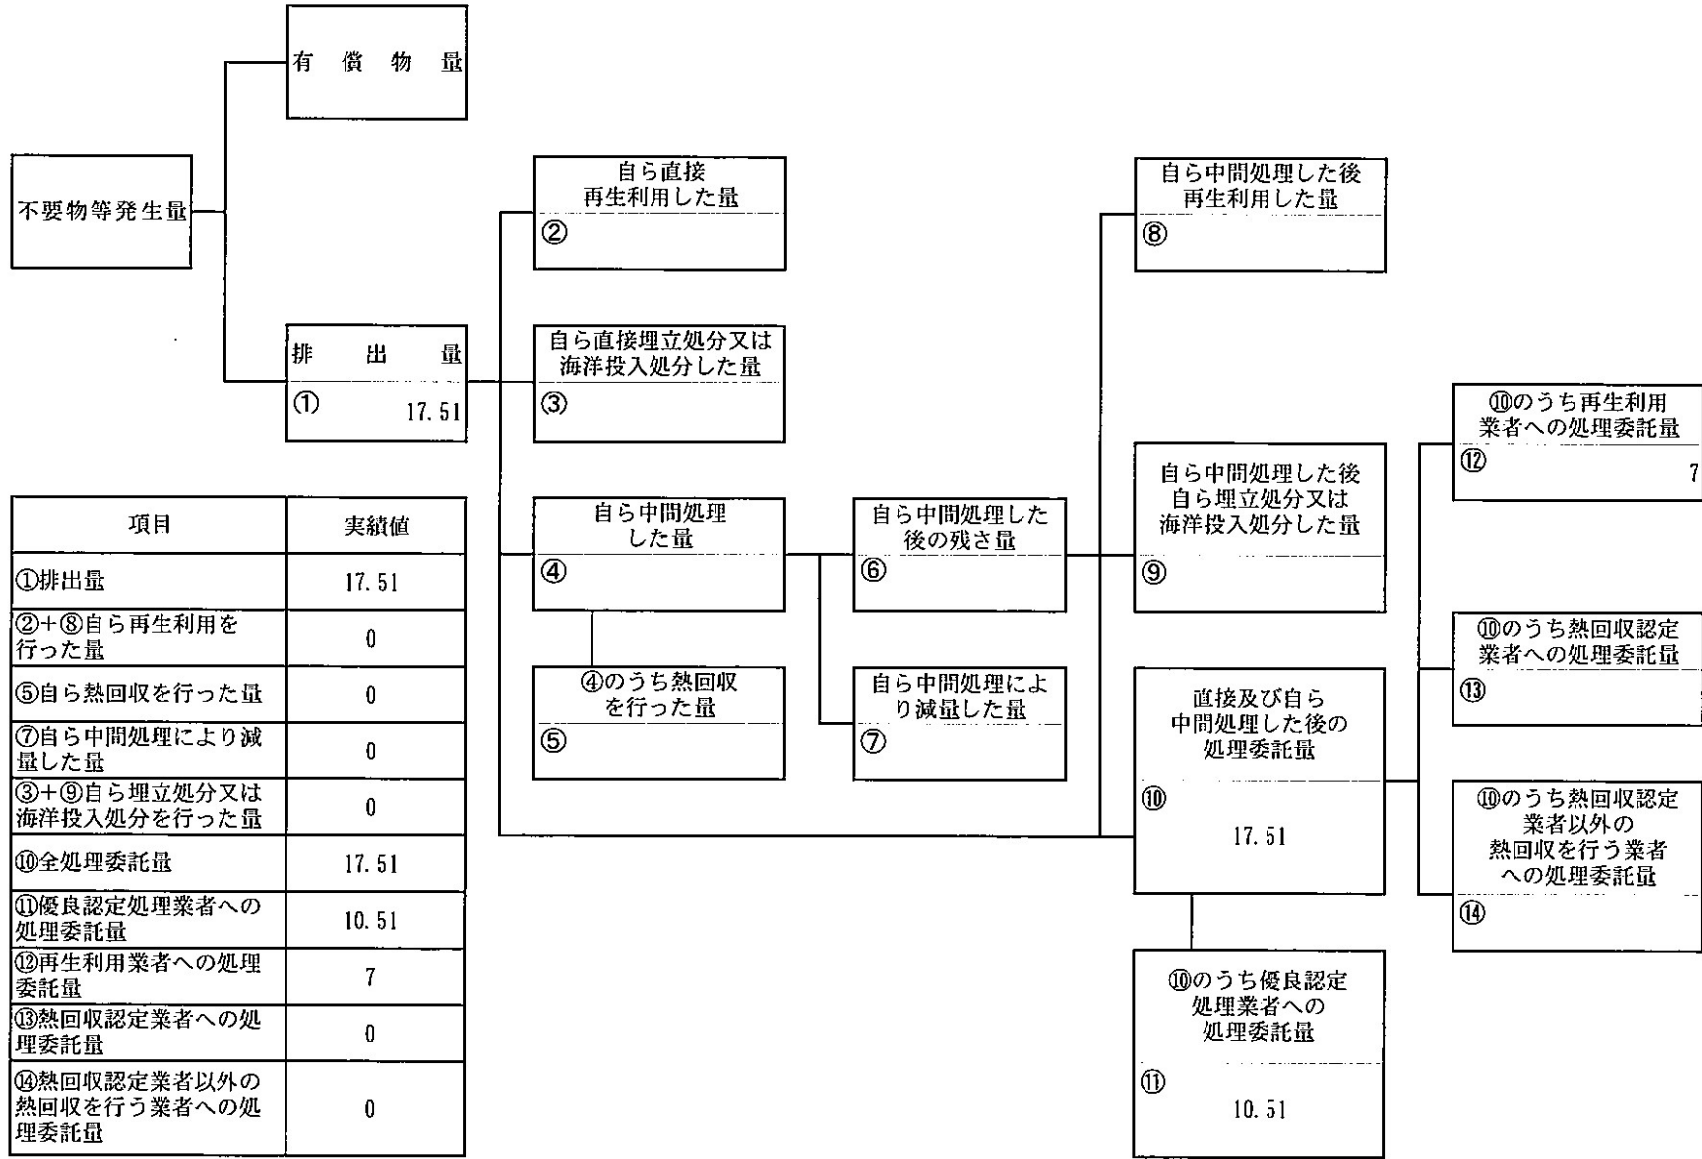 有償物量
不要物等発生量
排出量
①
17.51
自ら直接
再生利用した量
②
自ら直接埋立処分又は
海洋投入処分した量
③
自ら中間処理
した量
④
④のうち熱回収
を行った量
⑤
自ら中間処理した
後の残さ量
⑥
自ら中間処理によ
り減量した量
⑦
自ら中間処理した後
再生利用した量
⑧
自ら中間処理した後
自ら埋立処分又は
海洋投入処分した量
⑨
直接及び自ら
中間処理した後の
処理委託量
⑩
17.51
⑩のうち優良認定
処理業者への
処理委託量
⑪
10.51
⑩のうち再生利用
業者への処理委託量
⑫
7
⑩のうち熱回収認定
業者への処理委託量
⑬
⑩のうち熱回収認定
業者以外の
熱回収を行う業者
への処理委託量
⑭
項目 実績値
①排出量 17.51
②+⑧自ら再生利用を
行った量 0
⑤自ら熱回収を行った量 0
⑦自ら中間処理により減
量した量 0
③+⑨自ら埋立処分又は
海洋投入処分を行った量 0
⑩全処理委託量 17.51
⑪優良認定処理業者への
処理委託量 10.51
⑫再生利用業者への処理
委託量 7
⑬熱回収認定業者への処
理委託量 0
⑭熱回収認定業者以外の
熱回収を行う業者への処
理委託量 0